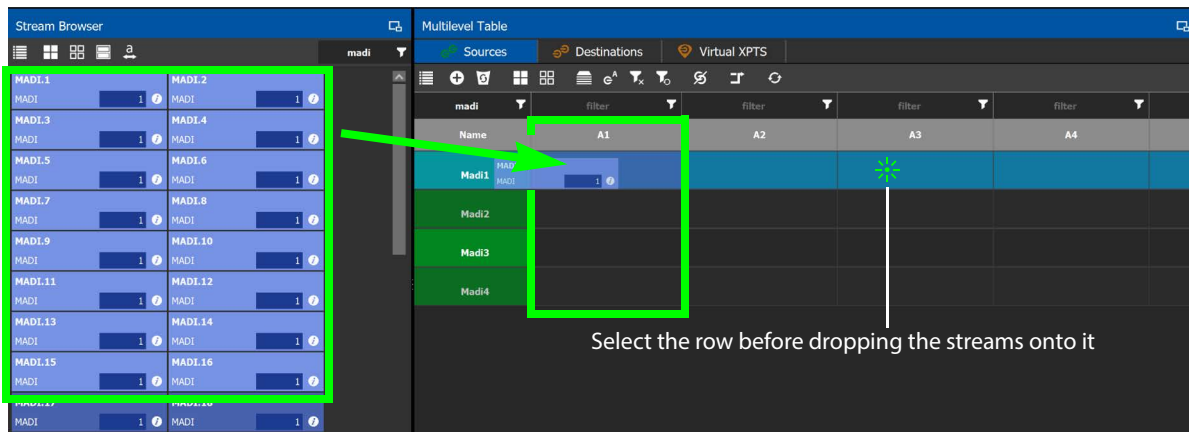 Stream Browser
a
madi
MADI.1 MADI.2
MADI 1 MADI 1
MADI.3 MADI.4
MADI 1 MADI 1
MADI.5 MADI.6
MADI 1 MADI 1
MADI.7 MADI.8
MADI 1 MADI 1
MADI.9 MADI.10
MADI 1 MADI 1
MADI.11 MADI.12
MADI 1 MADI 1
MADI.13 MADI.14
MADI 1 MADI 1
MADI.15 MADI.16
MADI 1 MADI 1
MADI.17 MADI.18
MADI 1 MADI 1
Multilevel Table
Sources Destinations Virtual XPTS
madi filter filter filter filter
Name A1 A2 A3 A4
Madi1
MADI 1
Madi2
Madi3
Madi4
Select the row before dropping the streams onto it